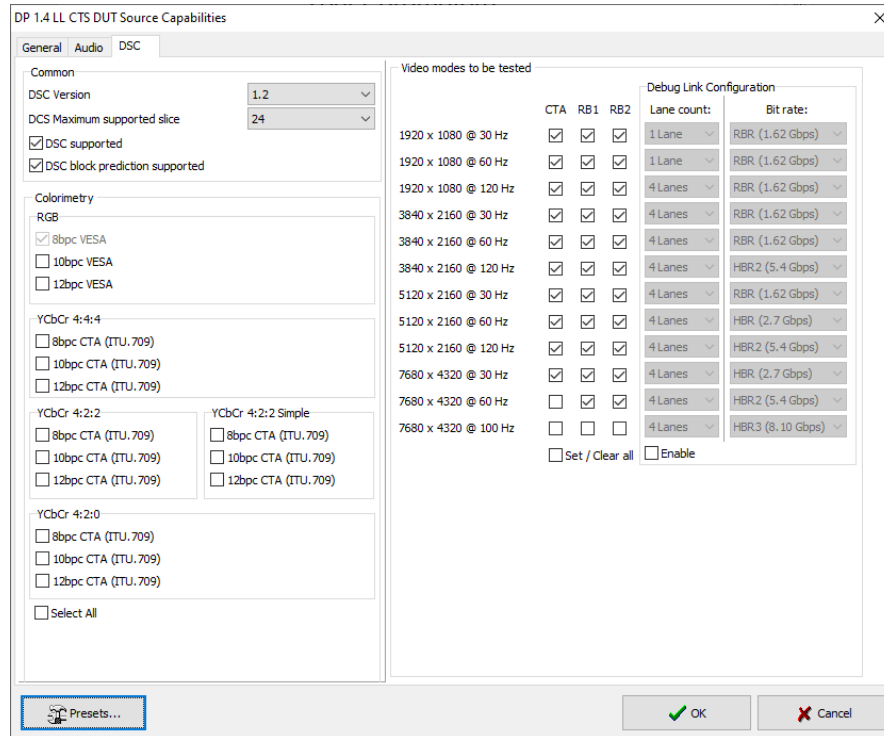 DP 1.4 LL CTS DUT Source Capabilities
General Audio DSC
Common
DSC Version 1.2
DCS Maximum supported slice 24
DSC supported
DSC block prediction supported
Colorimetry
RGB
8bpc VESA
10bpc VESA
12bpc VESA
YCbCr 4:4:4
8bpc CTA (ITU.709)
10bpc CTA (ITU.709)
12bpc CTA (ITU.709)
YCbCr 4:2:2
8bpc CTA (ITU.709)
10bpc CTA (ITU.709)
12bpc CTA (ITU.709)
YCbCr 4:2:2 Simple
8bpc CTA (ITU.709)
10bpc CTA (ITU.709)
12bpc CTA (ITU.709)
YCbCr 4:2:0
8bpc CTA (ITU.709)
10bpc CTA (ITU.709)
12bpc CTA (ITU.709)
Select All
Video modes to be tested
Debug Link Configuration
CTA RB1 RB2 Lane count: Bit rate:
1920 x 1080 @ 30 Hz 1 Lane RBR (1.62 Gbps)
1920 x 1080 @ 60 Hz 1 Lane RBR (1.62 Gbps)
1920 x 1080 @ 120 Hz 4 Lanes RBR (1.62 Gbps)
3840 x 2160 @ 30 Hz 4 Lanes RBR (1.62 Gbps)
3840 x 2160 @ 60 Hz 4 Lanes RBR (1.62 Gbps)
3840 x 2160 @ 120 Hz 4 Lanes HBR2 (5.4 Gbps)
5120 x 2160 @ 30 Hz 4 Lanes RBR (1.62 Gbps)
5120 x 2160 @ 60 Hz 4 Lanes HBR (2.7 Gbps)
5120 x 2160 @ 120 Hz 4 Lanes HBR2 (5.4 Gbps)
7680 x 4320 @ 30 Hz 4 Lanes HBR (2.7 Gbps)
7680 x 4320 @ 60 Hz 4 Lanes HBR2 (5.4 Gbps)
7680 x 4320 @ 100 Hz 4 Lanes HBR3 (8.10 Gbps)
Set / Clear all Enable
Presets... OK Cancel